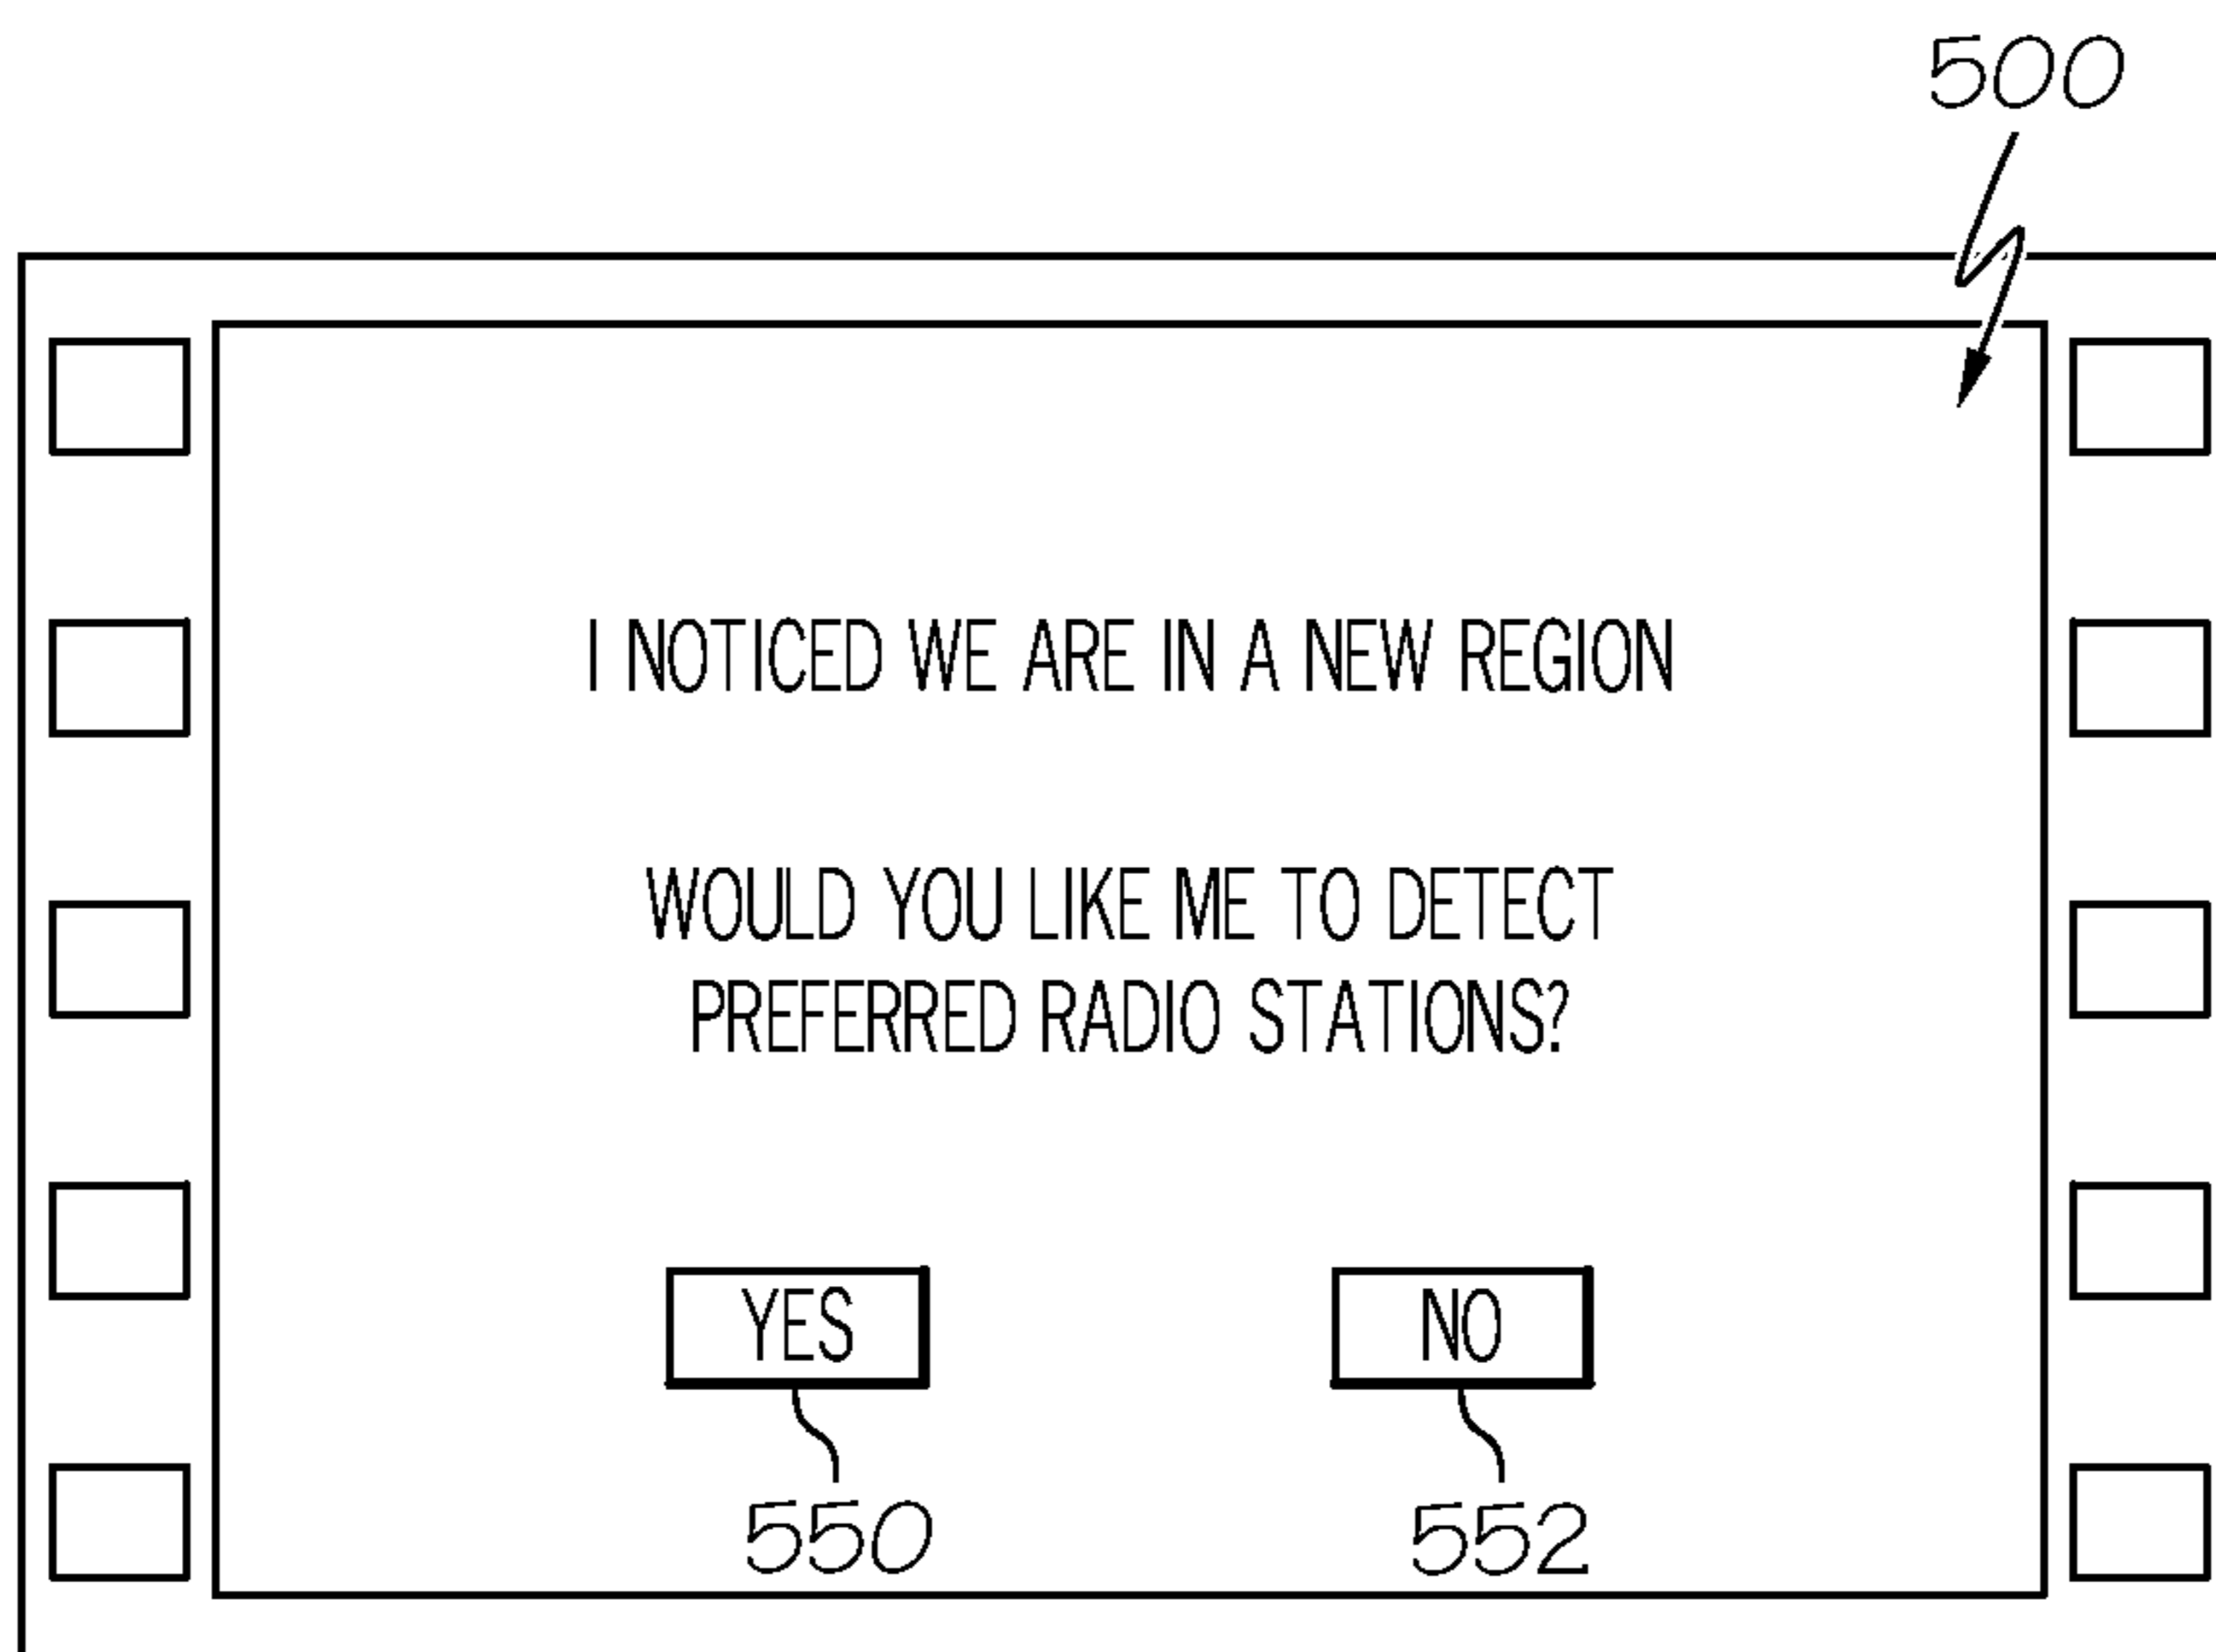 500
I NOTICED WE ARE IN A NEW REGION
WOULD YOU LIKE ME TO DETECT
PREFERRED RADIO STATIONS?
YES NO
550 552